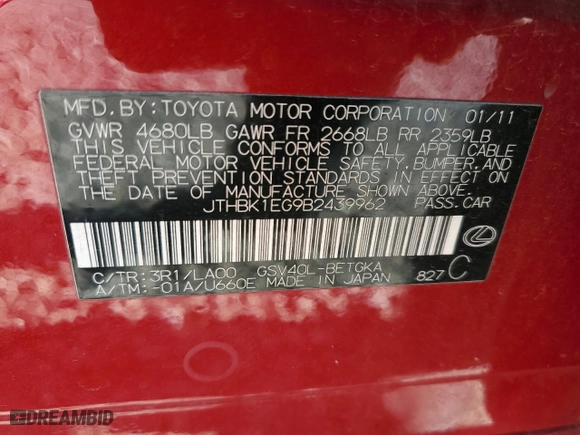 MFD. BY: TOYOTA MOTOR CORPORATION 01/11
GVWR 4680LB GAWR FR 2668LB RR 2359LB
THIS VEHICLE CONFORMS TO ALL APPLICABLE
FEDERAL MOTOR VEHICLE SAFETY, BUMPER, AND
THEFT PREVENTION STANDARDS IN EFFECT ON
THE DATE OF MANUFACTURE SHOWN ABOVE.
JTHBK1EG9B2439962 PASS. CAR
C/TR: 3R1/LA00 GSV40L-BETGKA
A/TM: -01A/U660E MADE IN JAPAN 827 C
DREAMBID